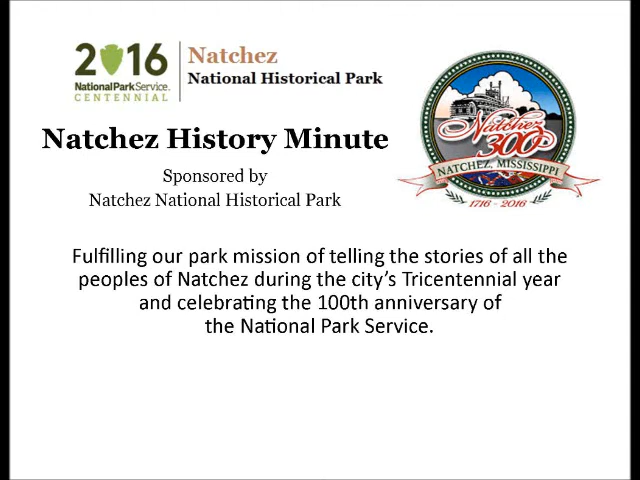 2016
National Park Service
CENTENNIAL
Natchez
National Historical Park
Natchez
300
NATCHEZ, MISSISSIPPI
1716 - 2016
Natchez History Minute
Sponsored by
Natchez National Historical Park
Fulfilling our park mission of telling the stories of all the
peoples of Natchez during the city's Tricentennial year
and celebrating the 100th anniversary of
the National Park Service.